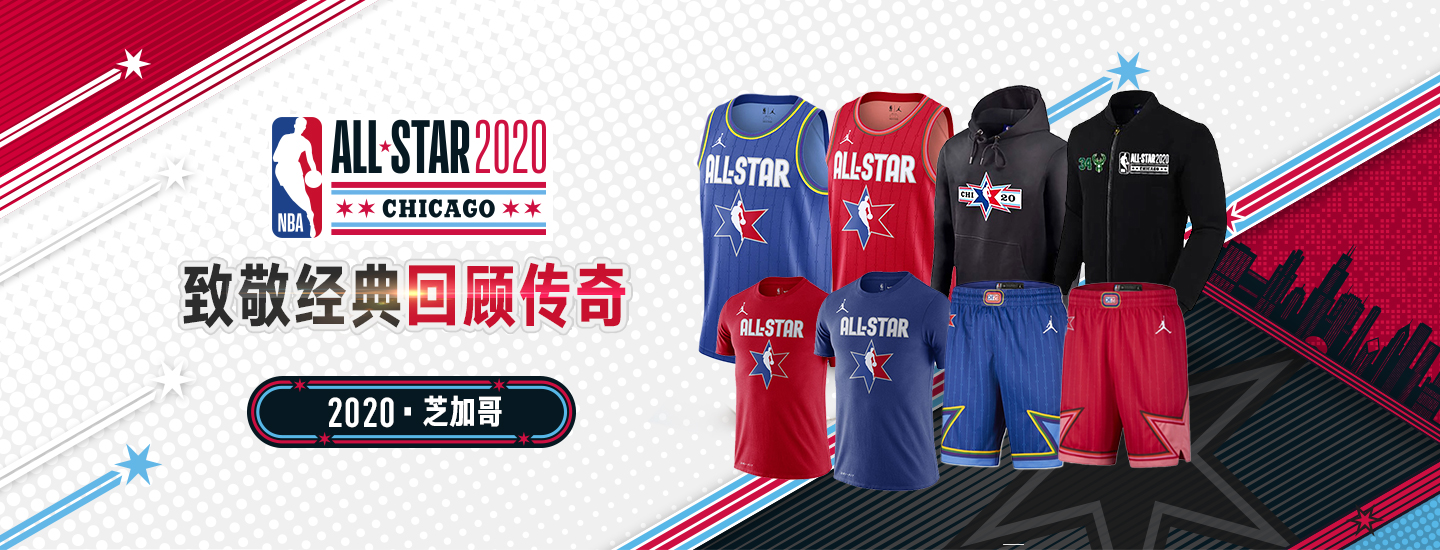 ALL★STAR 2020
NBA
★★ CHICAGO ★★
致敬经典回顾传奇
2020·芝加哥
ALL-STAR
ALL-STAR
CHI 20
34
ALL★STAR 2020
CHICAGO
ALL-STAR
ALL-STAR